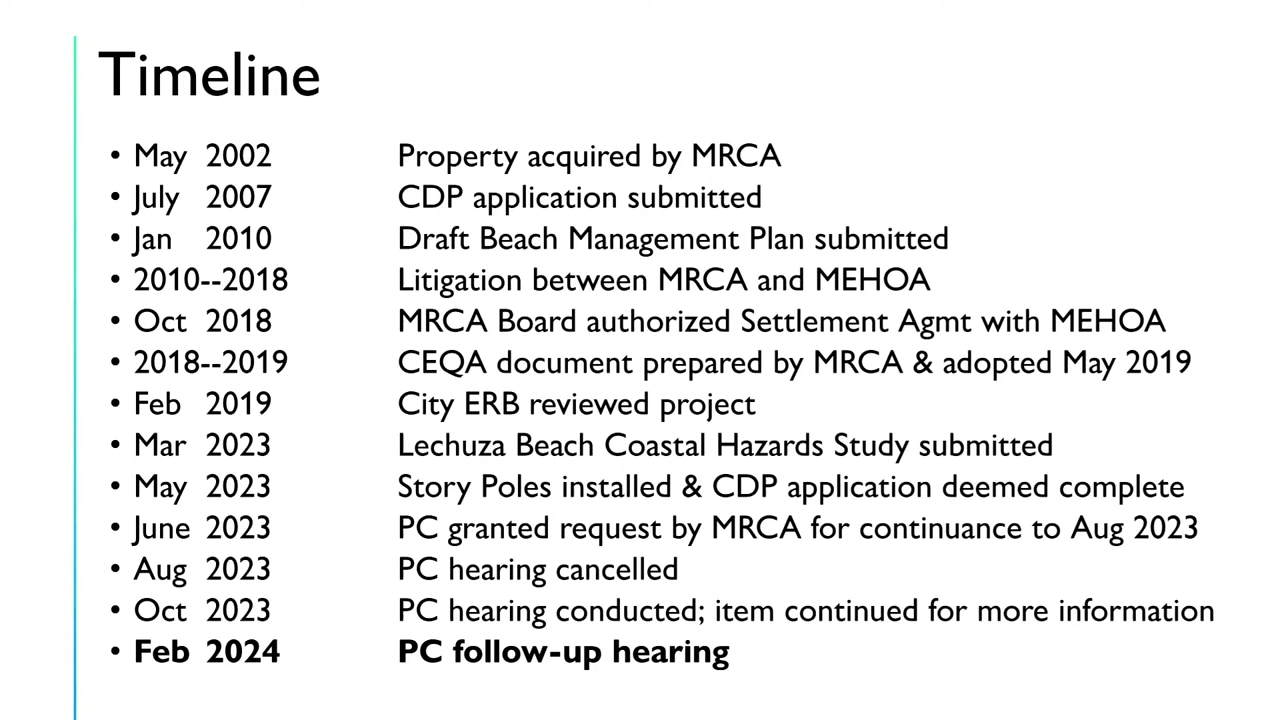 Timeline
• May 2002 Property acquired by MRCA
• July 2007 CDP application submitted
• Jan 2010 Draft Beach Management Plan submitted
• 2010--2018 Litigation between MRCA and MEHOA
• Oct 2018 MRCA Board authorized Settlement Agmt with MEHOA
• 2018--2019 CEQA document prepared by MRCA & adopted May 2019
• Feb 2019 City ERB reviewed project
• Mar 2023 Lechuza Beach Coastal Hazards Study submitted
• May 2023 Story Poles installed & CDP application deemed complete
• June 2023 PC granted request by MRCA for continuance to Aug 2023
• Aug 2023 PC hearing cancelled
• Oct 2023 PC hearing conducted; item continued for more information
• Feb 2024 PC follow-up hearing